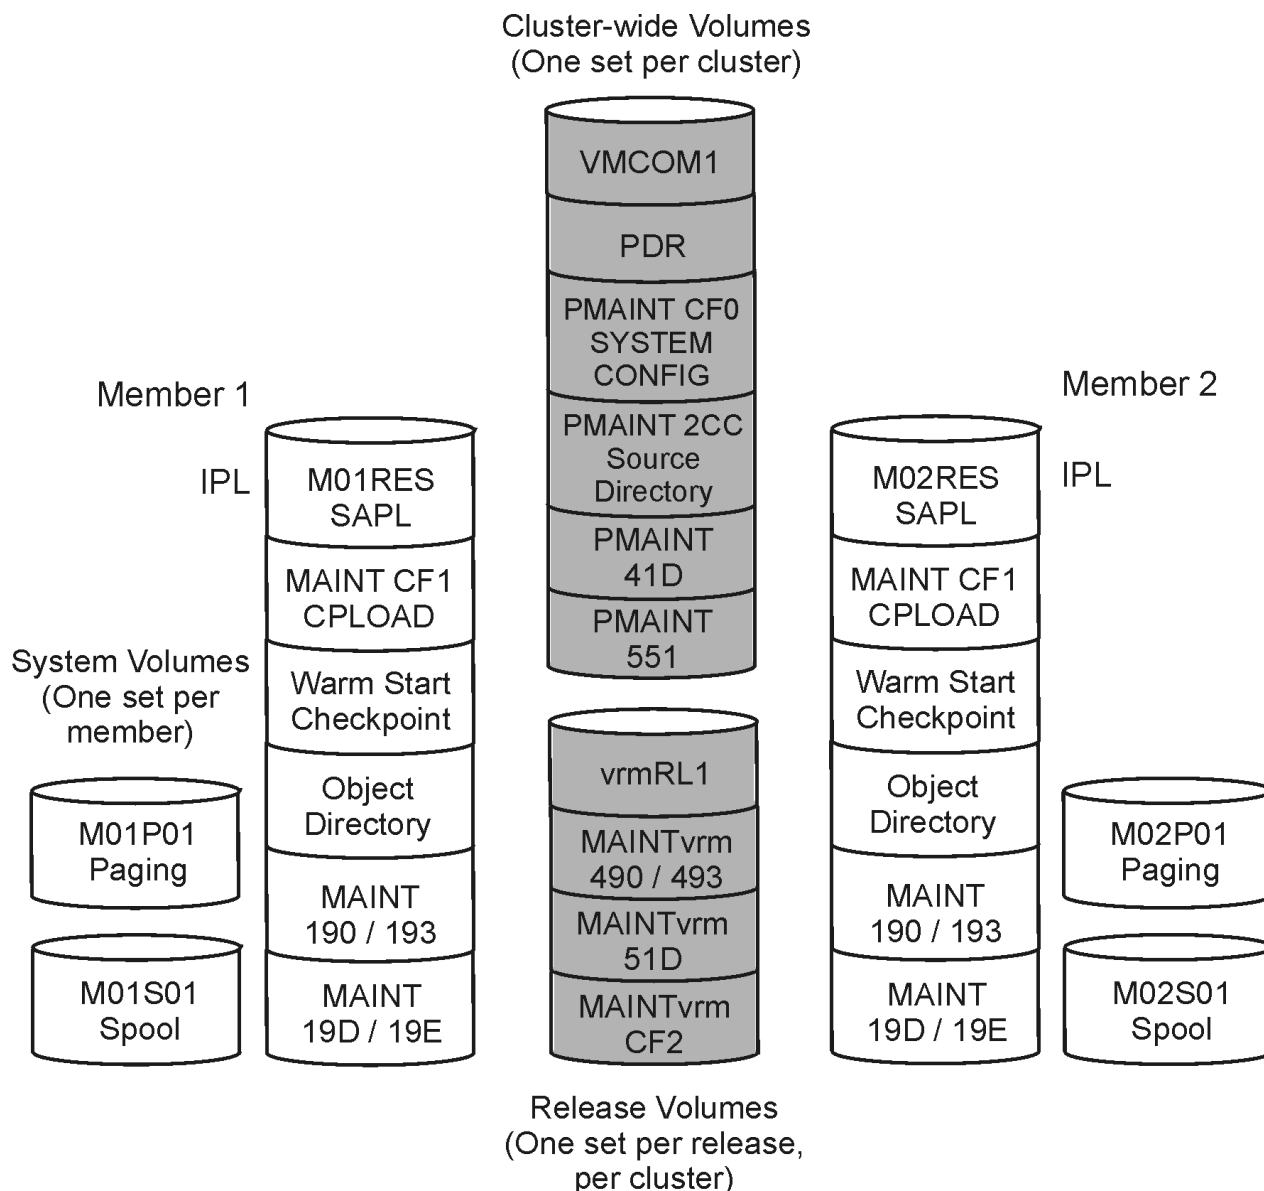 Cluster-wide Volumes
(One set per cluster)
VMCOM1
PDR
PMAINT CF0
SYSTEM
CONFIG
PMAINT 2CC
Source
Directory
PMAINT
41D
PMAINT
551
Member 1
IPL
M01RES
SAPL
MAINT CF1
CPLOAD
Warm Start
Checkpoint
Object
Directory
MAINT
190 / 193
MAINT
19D / 19E
System Volumes
(One set per
member)
M01P01
Paging
M01S01
Spool
vrmRL1
MAINTvrm
490 / 493
MAINTvrm
51D
MAINTvrm
CF2
Release Volumes
(One set per release,
per cluster)
Member 2
IPL
M02RES
SAPL
MAINT CF1
CPLOAD
Warm Start
Checkpoint
Object
Directory
MAINT
190 / 193
MAINT
19D / 19E
M02P01
Paging
M02S01
Spool